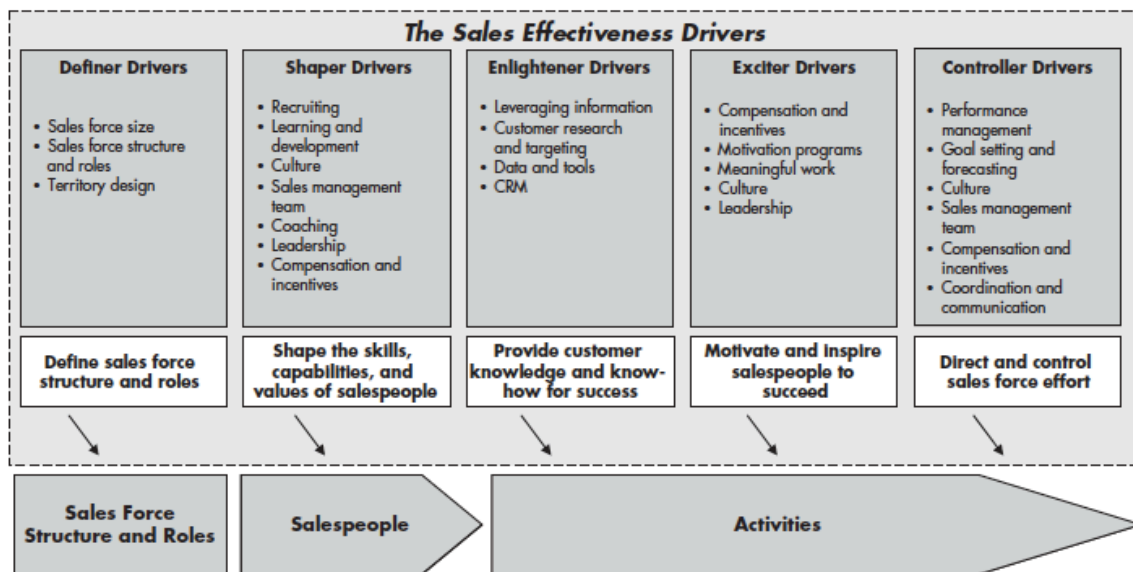 The Sales Effectiveness Drivers
Definer Drivers
• Sales force size
• Sales force structure
and roles
• Territory design
Define sales force
structure and roles
Shaper Drivers
• Recruiting
• Learning and
development
• Culture
• Sales management
team
• Coaching
• Leadership
• Compensation and
incentives
Shape the skills,
capabilities, and
values of salespeople
Enlightener Drivers
• Leveraging information
• Customer research
and targeting
• Data and tools
• CRM
Provide customer
knowledge and know-
how for success
Exciter Drivers
• Compensation and
incentives
• Motivation programs
• Meaningful work
• Culture
• Leadership
Motivate and inspire
salespeople to
succeed
Controller Drivers
• Performance
management
• Goal setting and
forecasting
• Culture
• Sales management
team
• Compensation and
incentives
• Coordination and
communication
Direct and control
sales force effort
Sales Force
Structure and Roles
Salespeople
Activities